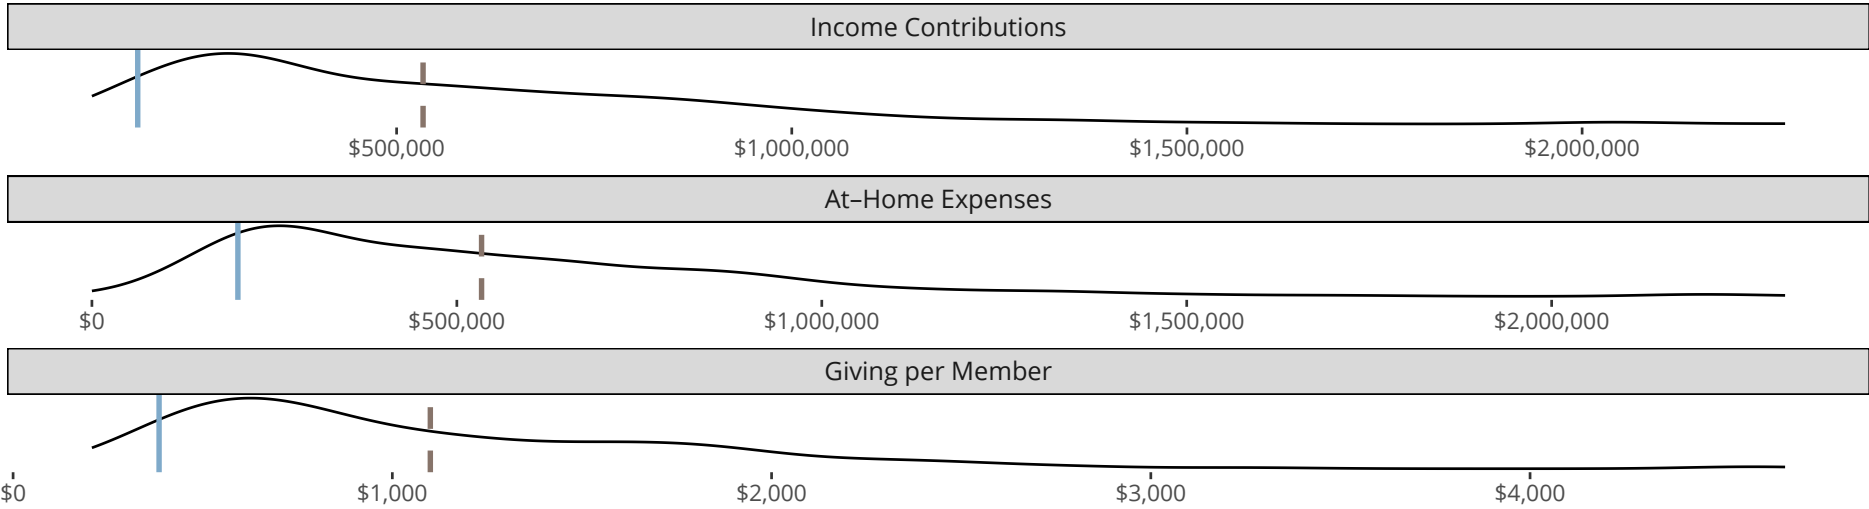 Income Contributions
$500,000 $1,000,000 $1,500,000 $2,000,000
At–Home Expenses
$0 $500,000 $1,000,000 $1,500,000 $2,000,000
Giving per Member
$0 $1,000 $2,000 $3,000 $4,000